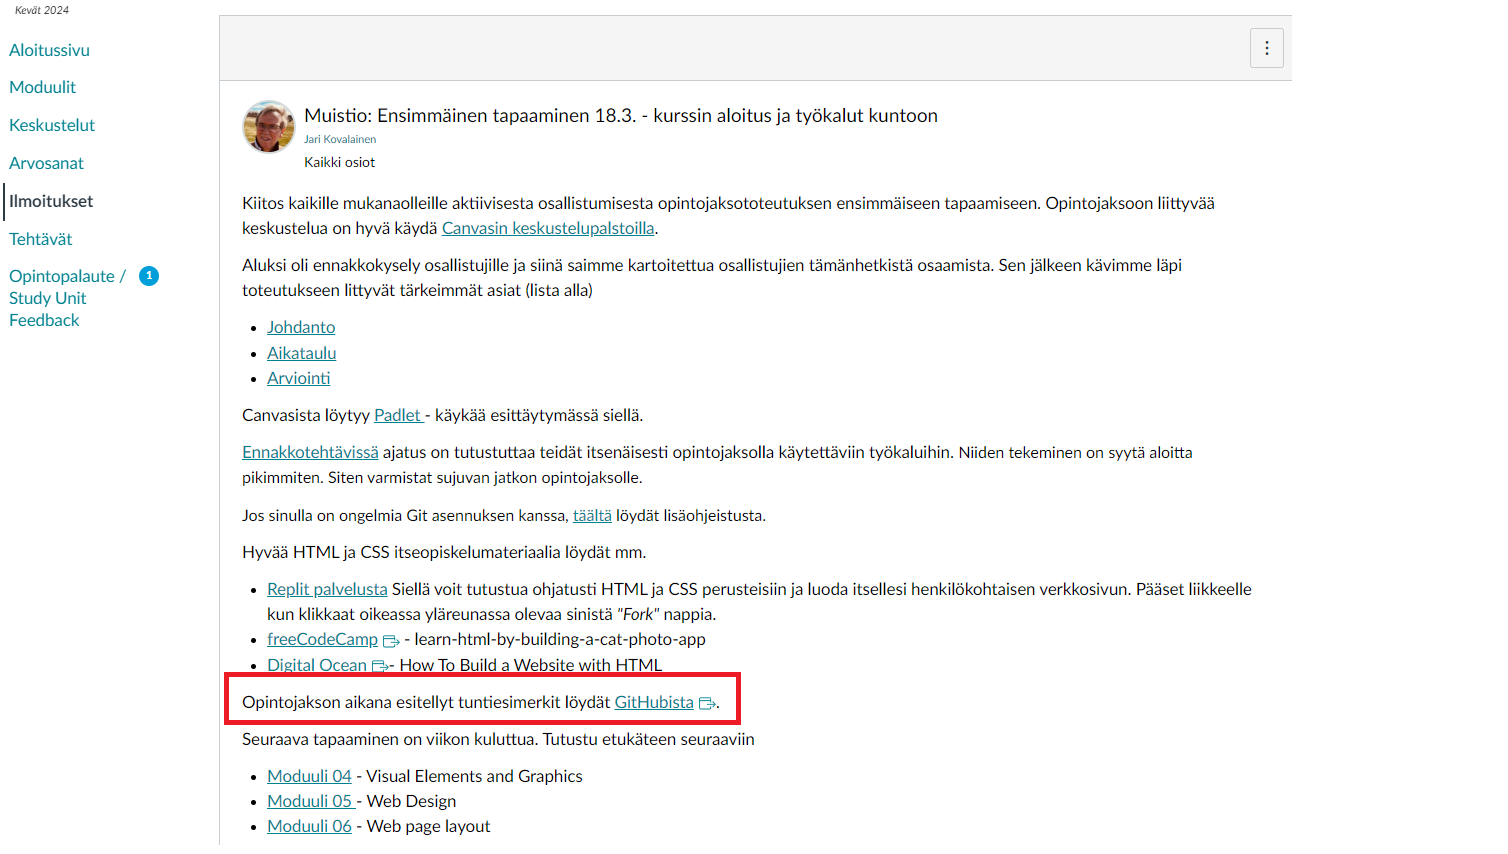 Kevät 2024
Aloitussivu
Moduulit
Keskustelut
Arvosanat
Ilmoitukset
Tehtävät
Opintopalaute / 1
Study Unit
Feedback
Muistio: Ensimmäinen tapaaminen 18.3. - kurssin aloitus ja työkalut kuntoon
Jari Kovalainen
Kaikki osiot
Kiitos kaikille mukanaolleille aktiivisesta osallistumisesta opintojaksototeutuksen ensimmäiseen tapaamiseen. Opintojaksoon liittyvää
keskustelua on hyvä käydä Canvasin keskustelupalstoilla.
Aluksi oli ennakkokysely osallistujille ja siinä saimme kartoitettua osallistujien tämänhetkistä osaamista. Sen jälkeen kävimme läpi
toteutukseen littyvät tärkeimmät asiat (lista alla)
• Johdanto
• Aikataulu
• Arviointi
Canvasista löytyy Padlet - käykää esittäytymässä siellä.
Ennakkotehtävissä ajatus on tutustuttaa teidät itsenäisesti opintojaksolla käytettäviin työkaluihin. Niiden tekeminen on syytä aloitta
pikimmiten. Siten varmistat sujuvan jatkon opintojaksolle.
Jos sinulla on ongelmia Git asennuksen kanssa, täältä löydät lisäohjeistusta.
Hyvää HTML ja CSS itseopiskelumateriaalia löydät mm.
• Replit palvelusta Siellä voit tutustua ohjatusti HTML ja CSS perusteisiin ja luoda itsellesi henkilökohtaisen verkkosivun. Pääset liikkeelle
kun klikkaat oikeassa yläreunassa olevaa sinistä "Fork" nappia.
• freeCodeCamp - learn-html-by-building-a-cat-photo-app
• Digital Ocean - How To Build a Website with HTML
Opintojakson aikana esitellyt tuntiesimerkit löydät GitHubista.
Seuraava tapaaminen on viikon kuluttua. Tutustu etukäteen seuraaviin
• Moduuli 04 - Visual Elements and Graphics
• Moduuli 05 - Web Design
• Moduuli 06 - Web page layout